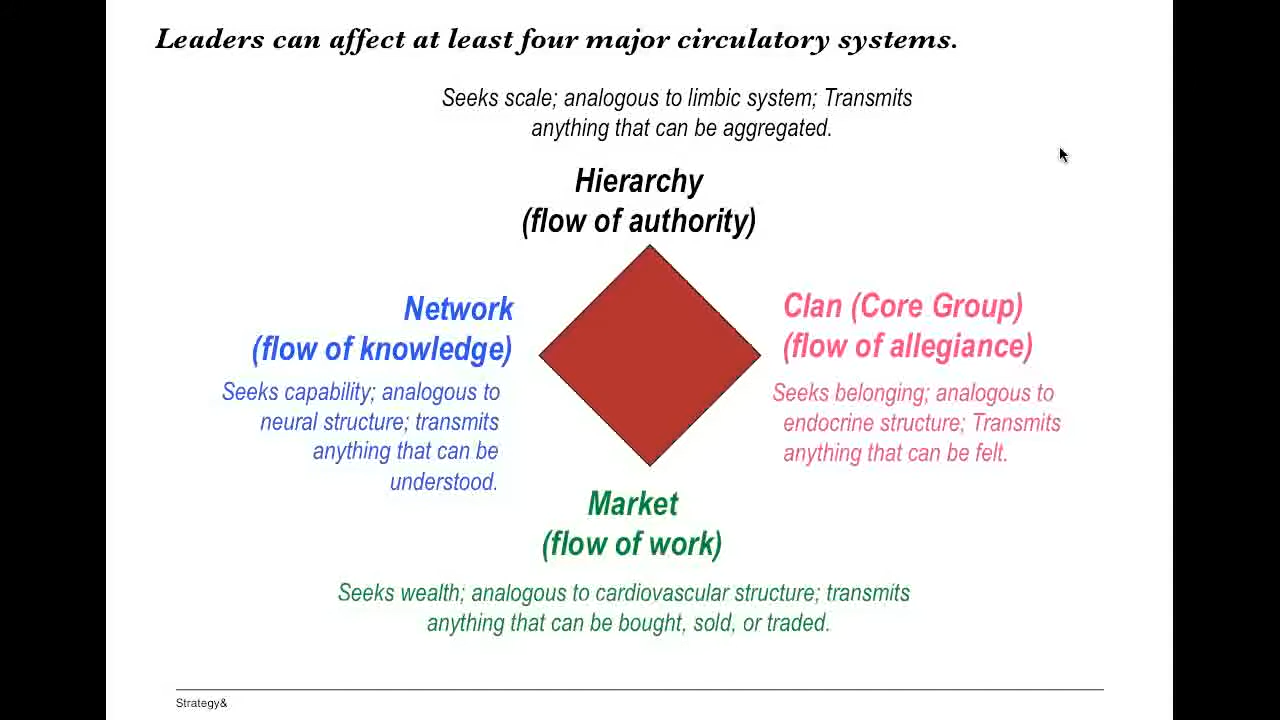 Leaders can affect at least four major circulatory systems.
Seeks scale; analogous to limbic system; Transmits
anything that can be aggregated.
Hierarchy
(flow of authority)
Network
(flow of knowledge)
Seeks capability; analogous to
neural structure; transmits
anything that can be
understood.
Clan (Core Group)
(flow of allegiance)
Seeks belonging; analogous to
endocrine structure; Transmits
anything that can be felt.
Market
(flow of work)
Seeks wealth; analogous to cardiovascular structure; transmits
anything that can be bought, sold, or traded.
Strategy&